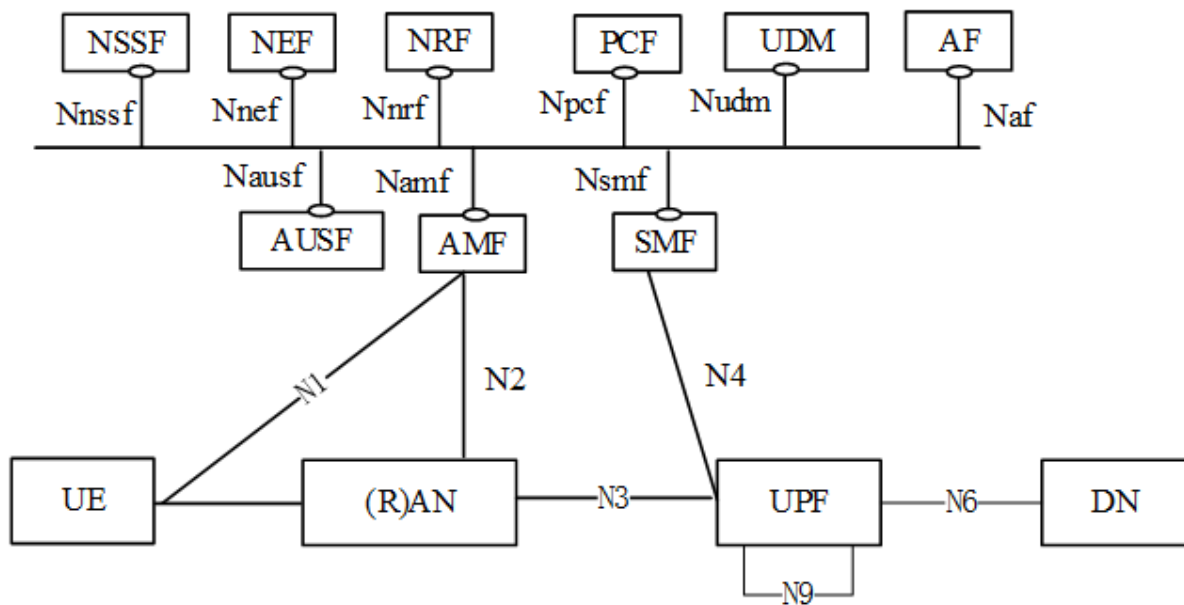 NSSF
NEF
NRF
PCF
UDM
AF
Nnssf
Nnef
Nnrf
Npcf
Nudm
Naf
Nausf
Namf
Nsmf
AUSF
AMF
SMF
N1
N2
N4
UE
(R)AN
N3
UPF
N6
DN
N9